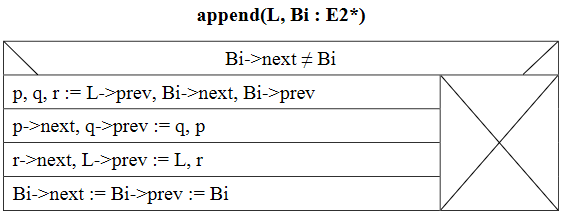 append(L, Bi : E2*)
Bi->next ≠ Bi
p, q, r := L->prev, Bi->next, Bi->prev
p->next, q->prev := q, p
r->next, L->prev := L, r
Bi->next := Bi->prev := Bi